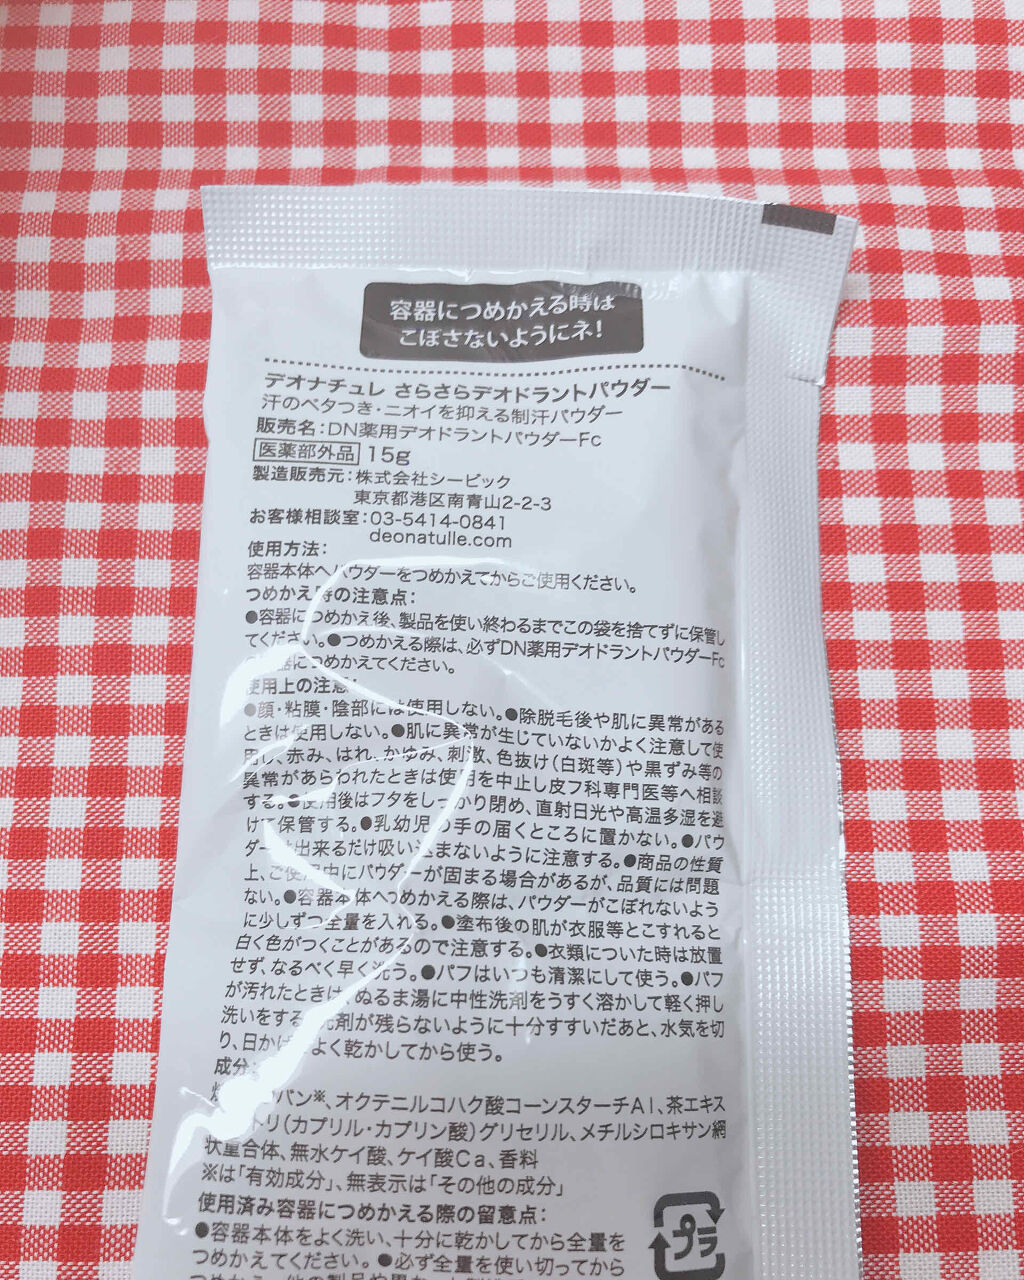 容器につめかえる時は
こぼさないようにネ!
デオナチュレ さらさらデオドラントパウダー
汗のベタつき・ニオイを抑える制汗パウダー
販売名:DN薬用デオドラントパウダーFc
医薬部外品 15g
製造販売元:株式会社シービック
東京都港区南青山2-2-3
お客様相談室:03-5414-0841
deonatulle.com
使用方法:
容器本体へパウダーをつめかえてからご使用ください。
つめかえ時の注意点:
●容器につめかえ後、製品を使い終わるまでこの袋を捨てずに保管し
てください。●つめかえる際は、必ずDN薬用デオドラントパウダーFc
の容器につめかえてください。
使用上の注意:
●顔・粘膜・陰部には使用しない。●除脱毛後や肌に異常がある
ときは使用しない。●肌に異常が生じていないかよく注意して使
用し、赤み、はれ、かゆみ、刺激、色抜け(白斑等)や黒ずみ等の
異常があらわれたときは使用を中止し皮フ科専門医等へ相談
する。●使用後はフタをしっかり閉め、直射日光や高温多湿を避
けて保管する。●乳幼児の手の届くところに置かない。●パウ
ダーは出来るだけ吸い込まないように注意する。●商品の性質
上、ご使用中にパウダーが固まる場合があるが、品質には問題
ない。●容器本体へつめかえる際は、パウダーがこぼれないよう
に少しずつ全量を入れる。●塗布後の肌が衣服等とこすれると
白く色がつくことがあるので注意する。●衣類についた時は放置
せず、なるべく早く洗う。●パフはいつも清潔にして使う。●パフ
が汚れたときは、ぬるま湯に中性洗剤をうすく溶かして軽く押し
洗いをする。洗剤が残らないように十分すすいだあと、水気を切
り、日かげでよく乾かしてから使う。
成分:
バン※、オクテニルコハク酸コーンスターチAl、茶エキス
トリ(カプリル・カプリン酸)グリセリル、メチルシロキサン網
状重合体、無水ケイ酸、ケイ酸Ca、香料
※は「有効成分」、無表示は「その他の成分」
使用済み容器につめかえる際の留意点:
●容器本体をよく洗い、十分に乾かしてから全量を
つめかえてください。●必ず全量を使い切ってから
プラ